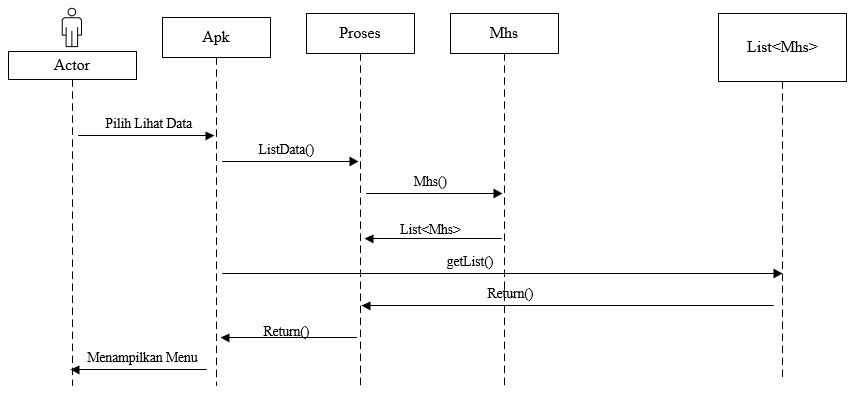 Actor
Apk
Proses
Mhs
List<Mhs>
Pilih Lihat Data
ListData()
Mhs()
List<Mhs>
getList()
Return()
Return()
Menampilkan Menu